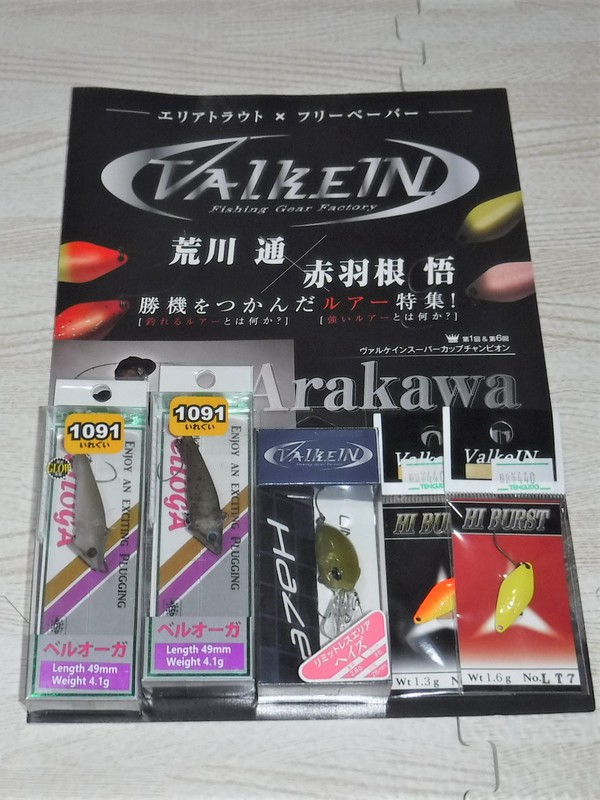 エリアトラウト × フリーペーパー
VALKEIN
Fishing Gear Factory
荒川 通
×
赤羽根 悟
勝機をつかんだルアー特集!
[釣れるルアーとは何か?] [強いルアーとは何か?]
第1回&第6回
ヴァルケインスーパーカップチャンピオン
Arakawa
1091
いれぐい
GLOW
ENJOY AN EXITING PLUGGING
ベルオーガ
Length 49mm
Weight 4.1g
1091
いれぐい
ENJOY AN EXITING PLUGGING
ベルオーガ
Length 49mm
Weight 4.1g
VALKEIN
HAZE
リミットレスエリア
ヘイズ
ValkeIN
TENGUDO
HI BURST
Wt 1.3g
ValkeIN
440
TENGUDO
HI BURST
Wt 1.6g No. LT7